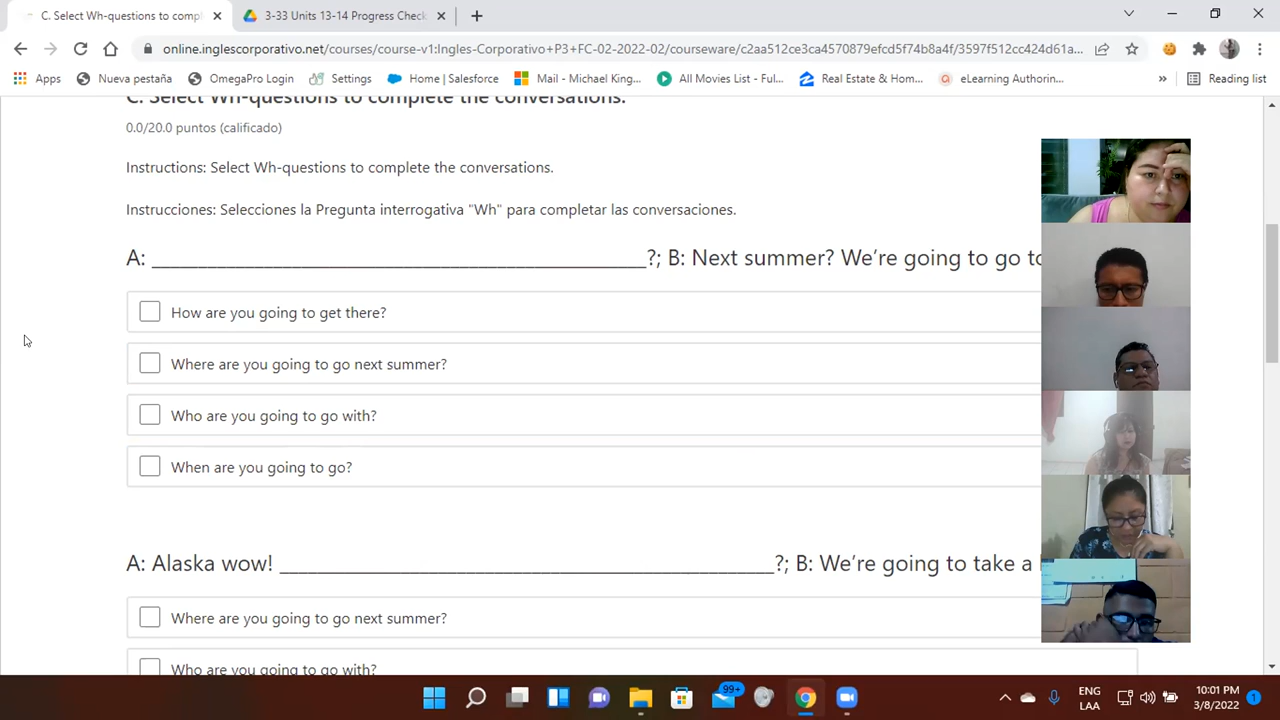 C. Select Wh-questions to compl
3-33 Units 13-14 Progress Check
online.inglescorporativo.net/courses/course-v1:Ingles-Corporativo+P3+FC-02-2022-02/courseware/c2aa512ce3ca4570879efcd5f74b8a4f/3597f512cc424d61a...
Apps
Nueva pestaña
OmegaPro Login
Settings
Home | Salesforce
Mail - Michael King...
All Movies List - Ful...
Real Estate & Hom...
eLearning Authorin...
»
Reading list
C. Select Wh-questions to complete the conversations.
0.0/20.0 puntos (calificado)
Instructions: Select Wh-questions to complete the conversations.
Instrucciones: Selecciones la Pregunta interrogativa "Wh" para completar las conversaciones.
A: ______________________________________________?; B: Next summer? We’re going to go to
How are you going to get there?
Where are you going to go next summer?
Who are you going to go with?
When are you going to go?
A: Alaska wow! ______________________________________________?; B: We’re going to take a
Where are you going to go next summer?
Who are you going to go with?
99+
ENG
LAA
10:01 PM
3/8/2022
1